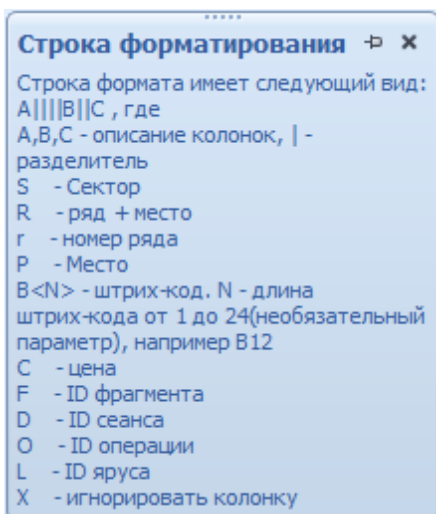 Строка форматирования
Строка формата имеет следующий вид:
A||||B||C , где
A,B,C - описание колонок, | -
разделитель
S - Сектор
R - ряд + место
r - номер ряда
P - Место
B<N> - штрих-код. N - длина
штрих-кода от 1 до 24(необязательный
параметр), например B12
C - цена
F - ID фрагмента
D - ID сеанса
O - ID операции
L - ID яруса
X - игнорировать колонку